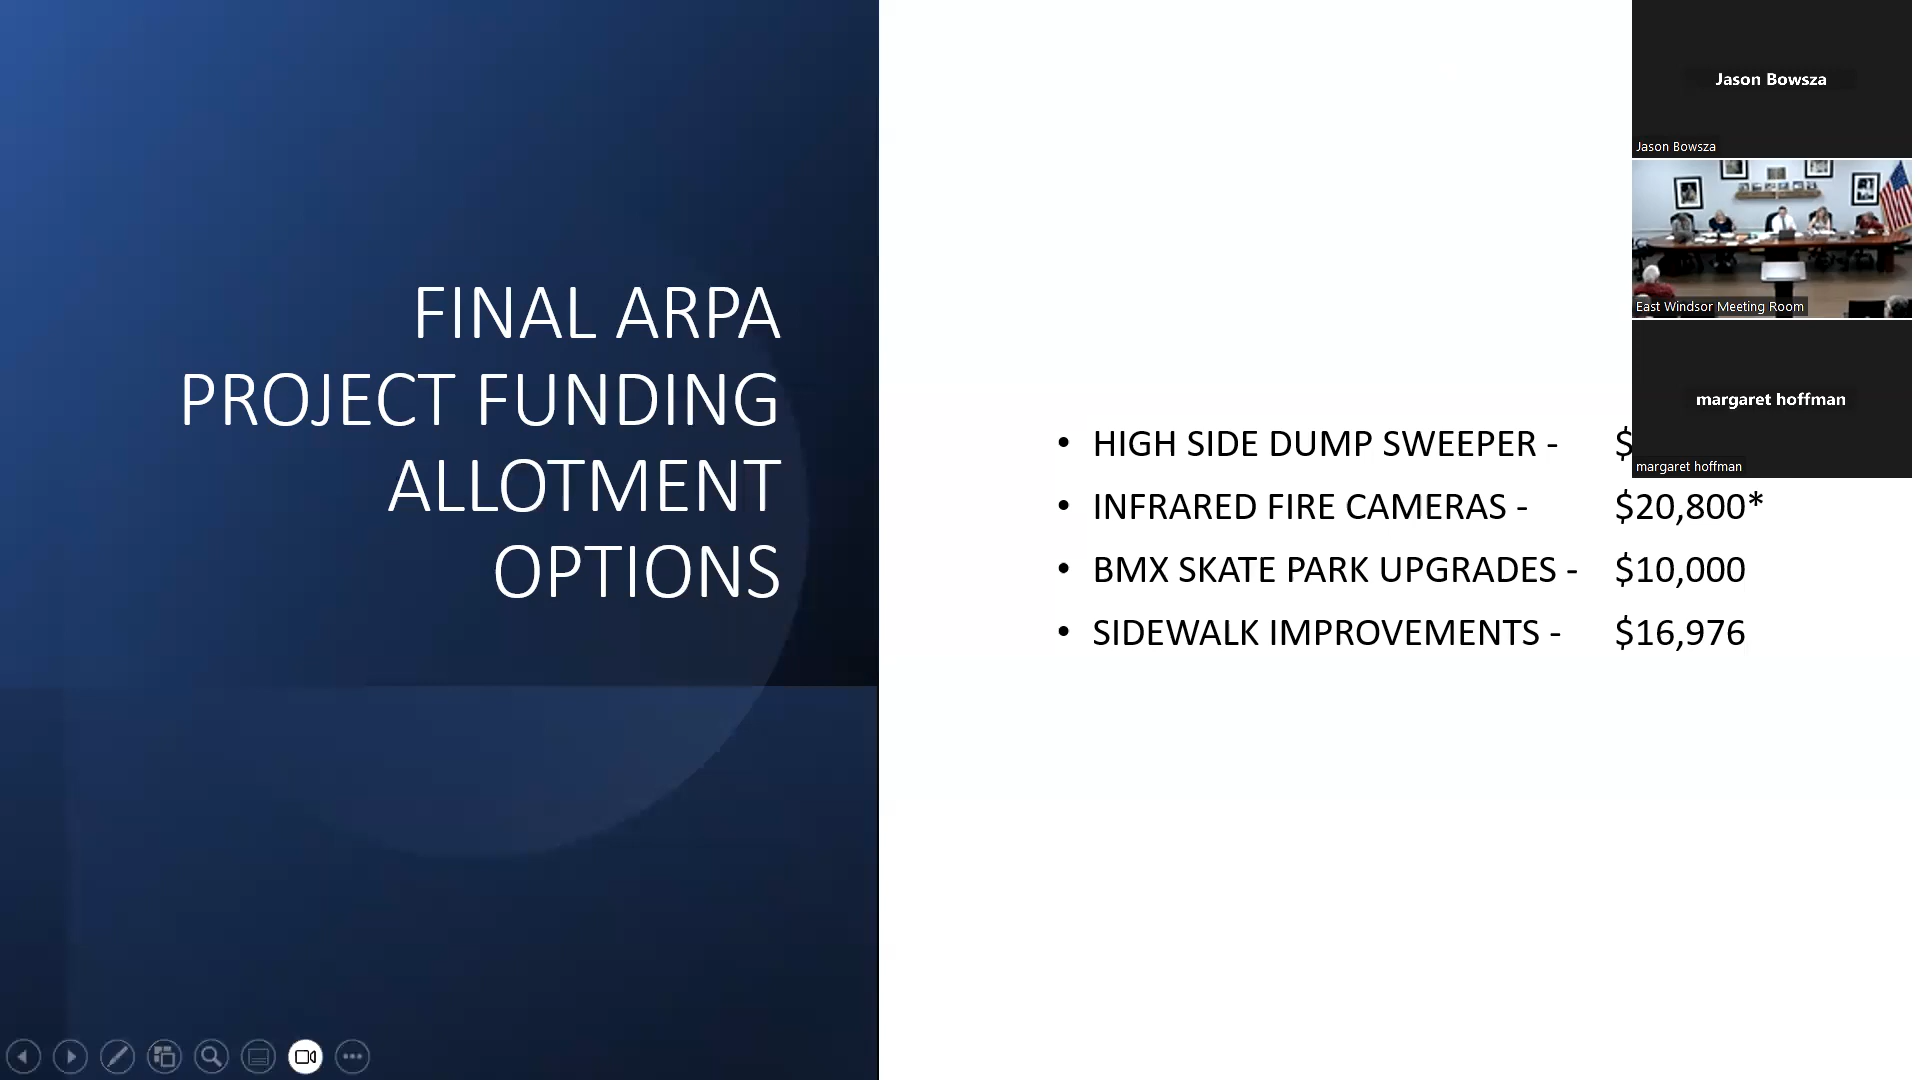 FINAL ARPA
PROJECT FUNDING
ALLOTMENT
OPTIONS
• HIGH SIDE DUMP SWEEPER - $
• INFRARED FIRE CAMERAS - $20,800*
• BMX SKATE PARK UPGRADES - $10,000
• SIDEWALK IMPROVEMENTS - $16,976
Jason Bowsza
Jason Bowsza
East Windsor Meeting Room
margaret hoffman
margaret hoffman